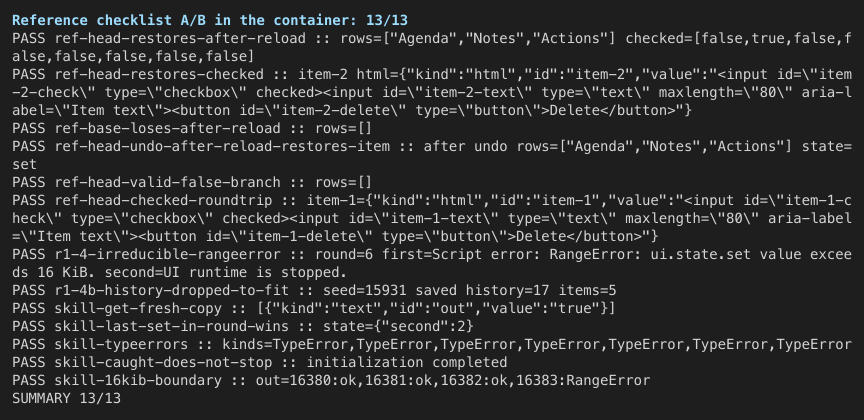 Reference checklist A/B in the container: 13/13
PASS ref-head-restores-after-reload :: rows=["Agenda","Notes","Actions"] checked=[false,true,false,f
alse,false,false,false,false]
PASS ref-head-restores-checked :: item-2 html={"kind":"html","id":"item-2","value":"<input id=\"item
-2-check\" type=\"checkbox\" checked><input id=\"item-2-text\" type=\"text\" maxlength=\"80\" aria-l
abel=\"Item text\"><button id=\"item-2-delete\" type=\"button\">Delete</button>"}
PASS ref-base-loses-after-reload :: rows=[]
PASS ref-head-undo-after-reload-restores-item :: after undo rows=["Agenda","Notes","Actions"] state=
set
PASS ref-head-valid-false-branch :: rows=[]
PASS ref-head-checked-roundtrip :: item-1={"kind":"html","id":"item-1","value":"<input id=\"item-1-c
heck\" type=\"checkbox\" checked><input id=\"item-1-text\" type=\"text\" maxlength=\"80\" aria-label
=\"Item text\"><button id=\"item-1-delete\" type=\"button\">Delete</button>"}
PASS r1-4-irreducible-rangeerror :: round=6 first=Script error: RangeError: ui.state.set value excee
ds 16 KiB. second=UI runtime is stopped.
PASS r1-4b-history-dropped-to-fit :: seed=15931 saved history=17 items=5
PASS skill-get-fresh-copy :: [{"kind":"text","id":"out","value":"true"}]
PASS skill-last-set-in-round-wins :: state={"second":2}
PASS skill-typeerrors :: kinds=TypeError,TypeError,TypeError,TypeError,TypeError,TypeError,TypeError
PASS skill-caught-does-not-stop :: initialization completed
PASS skill-16kib-boundary :: out=16380:ok,16381:ok,16382:ok,16383:RangeError
SUMMARY 13/13